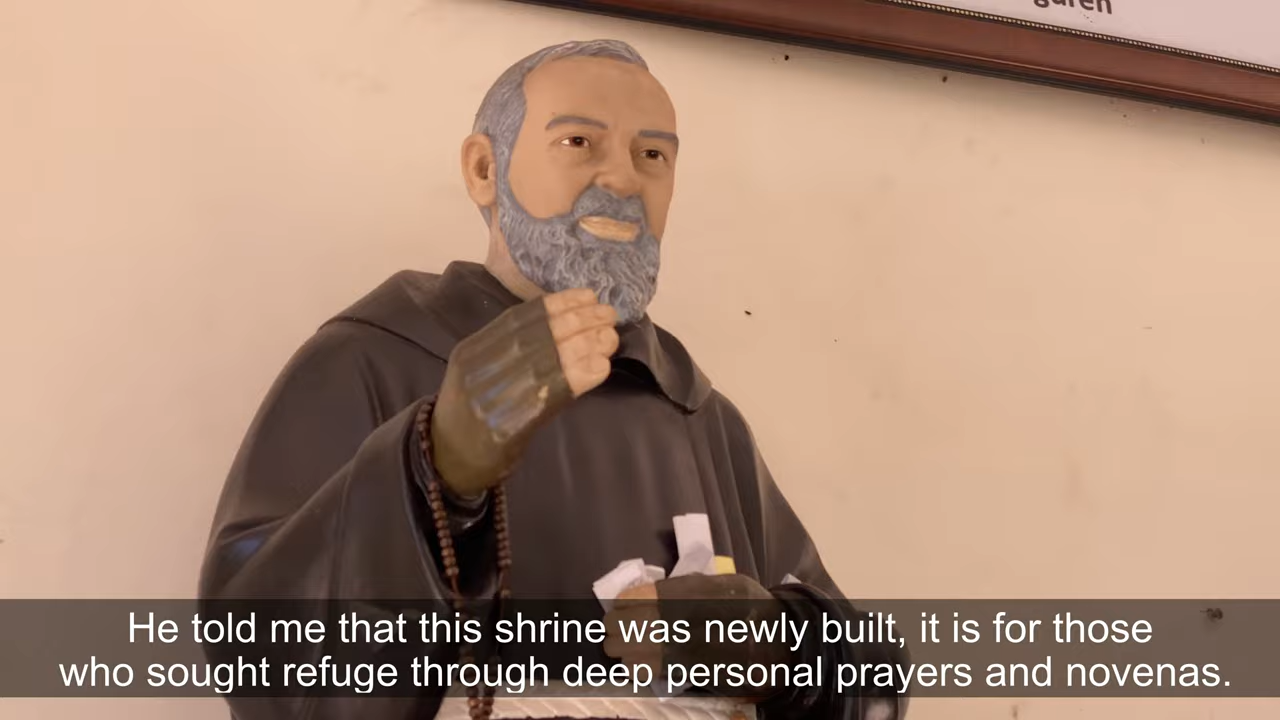 He told me that this shrine was newly built, it is for those
who sought refuge through deep personal prayers and novenas.